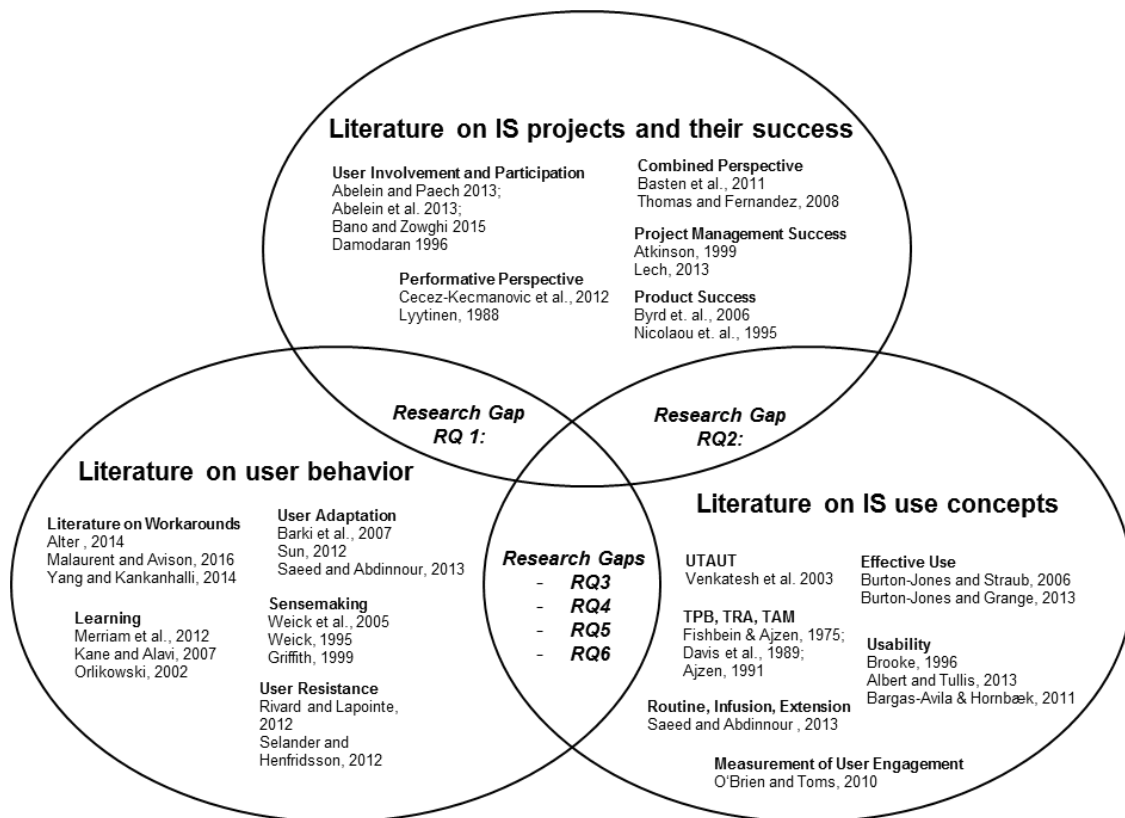 Literature on IS projects and their success
User Involvement and Participation
Abelein and Paech 2013;
Abelein et al. 2013;
Bano and Zowghi 2015
Damodaran 1996
Performative Perspective
Cecez-Kecmanovic et al., 2012
Lyytinen, 1988
Combined Perspective
Basten et al., 2011
Thomas and Fernandez, 2008
Project Management Success
Atkinson, 1999
Lech, 2013
Product Success
Byrd et. al., 2006
Nicolaou et. al., 1995
Research Gap
RQ 1:
Research Gap
RQ2:
Literature on user behavior
Literature on Workarounds
Alter , 2014
Malaurent and Avison, 2016
Yang and Kankanhalli, 2014
User Adaptation
Barki et al., 2007
Sun, 2012
Saeed and Abdinnour, 2013
Learning
Merriam et al., 2012
Kane and Alavi, 2007
Orlikowski, 2002
Sensemaking
Weick et al., 2005
Weick, 1995
Griffith, 1999
User Resistance
Rivard and Lapointe,
2012
Selander and
Henfridsson, 2012
Research Gaps
- RQ3
- RQ4
- RQ5
- RQ6
Literature on IS use concepts
UTAUT
Venkatesh et al. 2003
TPB, TRA, TAM
Fishbein & Ajzen, 1975;
Davis et al., 1989;
Ajzen, 1991
Routine, Infusion, Extension
Saeed and Abdinnour , 2013
Effective Use
Burton-Jones and Straub, 2006
Burton-Jones and Grange, 2013
Usability
Brooke, 1996
Albert and Tullis, 2013
Bargas-Avila & Hornbæk, 2011
Measurement of User Engagement
O'Brien and Toms, 2010